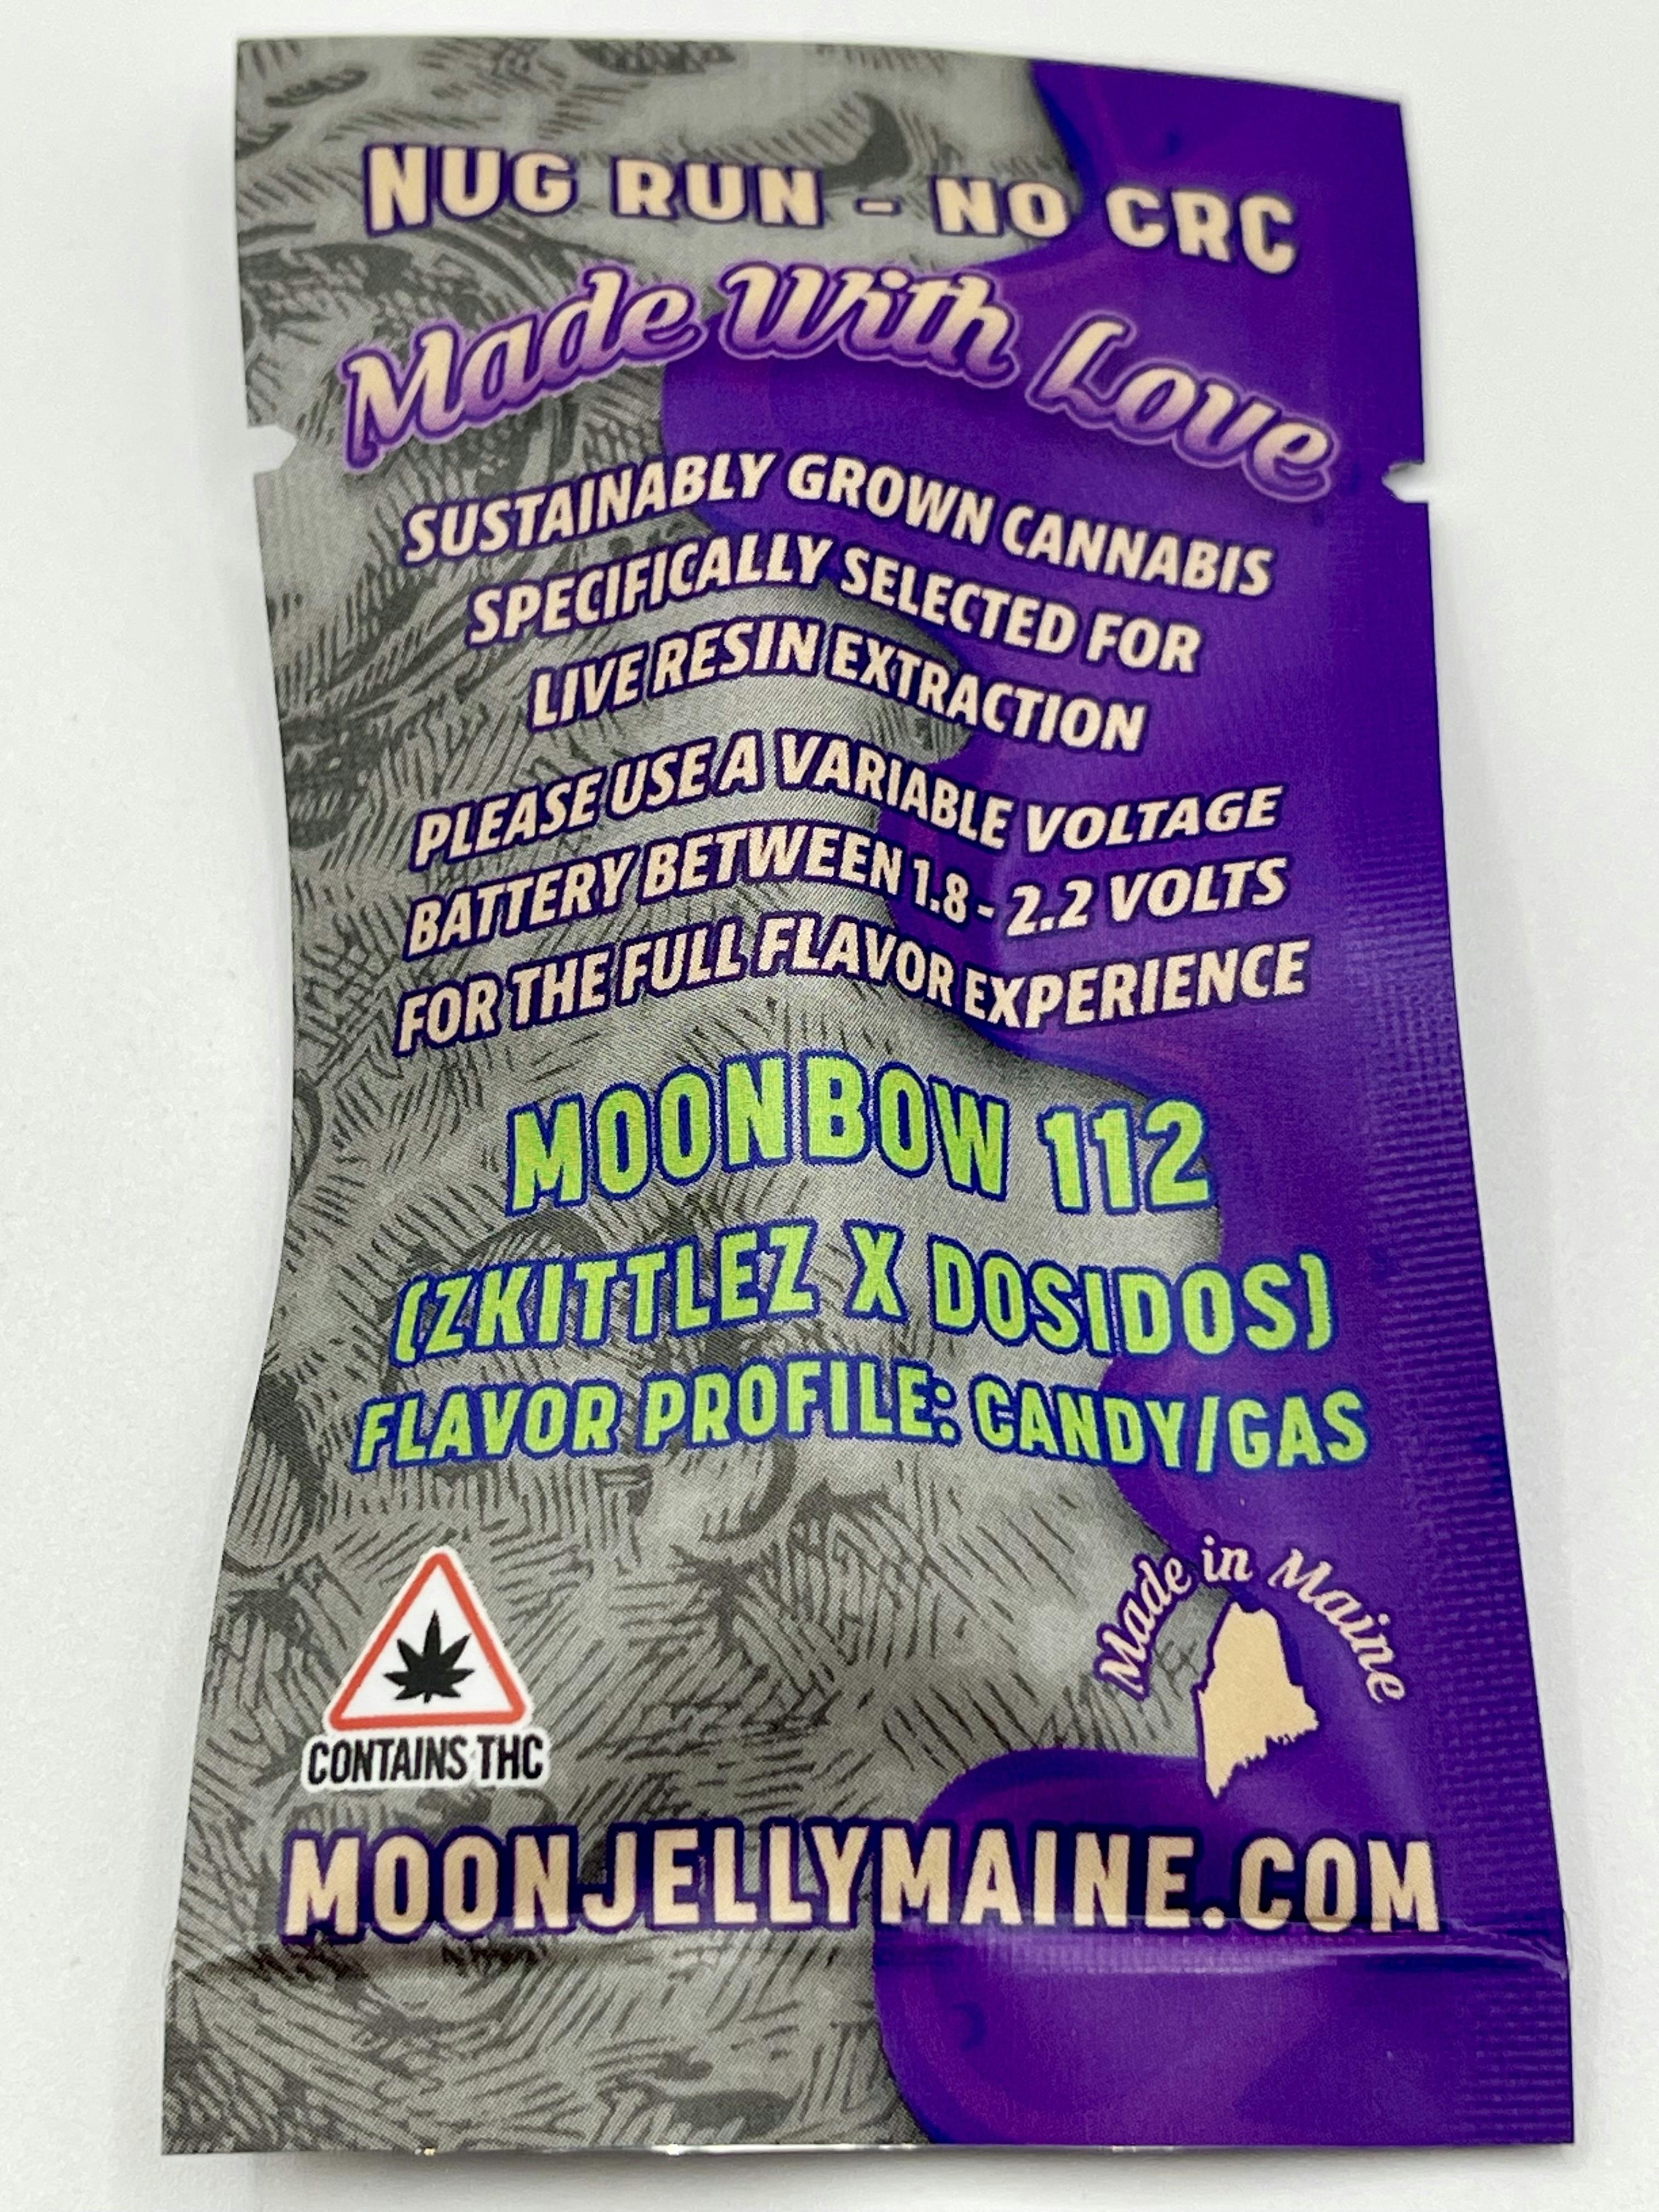 NUG RUN - NO CRC
Made With Love
SUSTAINABLY GROWN CANNABIS
SPECIFICALLY SELECTED FOR
LIVE RESIN EXTRACTION
PLEASE USE A VARIABLE VOLTAGE
BATTERY BETWEEN 1.8 - 2.2 VOLTS
FOR THE FULL FLAVOR EXPERIENCE
MOONBOW 112
(ZKITTLEZ X DOSIDOS)
FLAVOR PROFILE: CANDY/GAS
Made in Maine
CONTAINS THC
MOONJELLYMAINE.COM